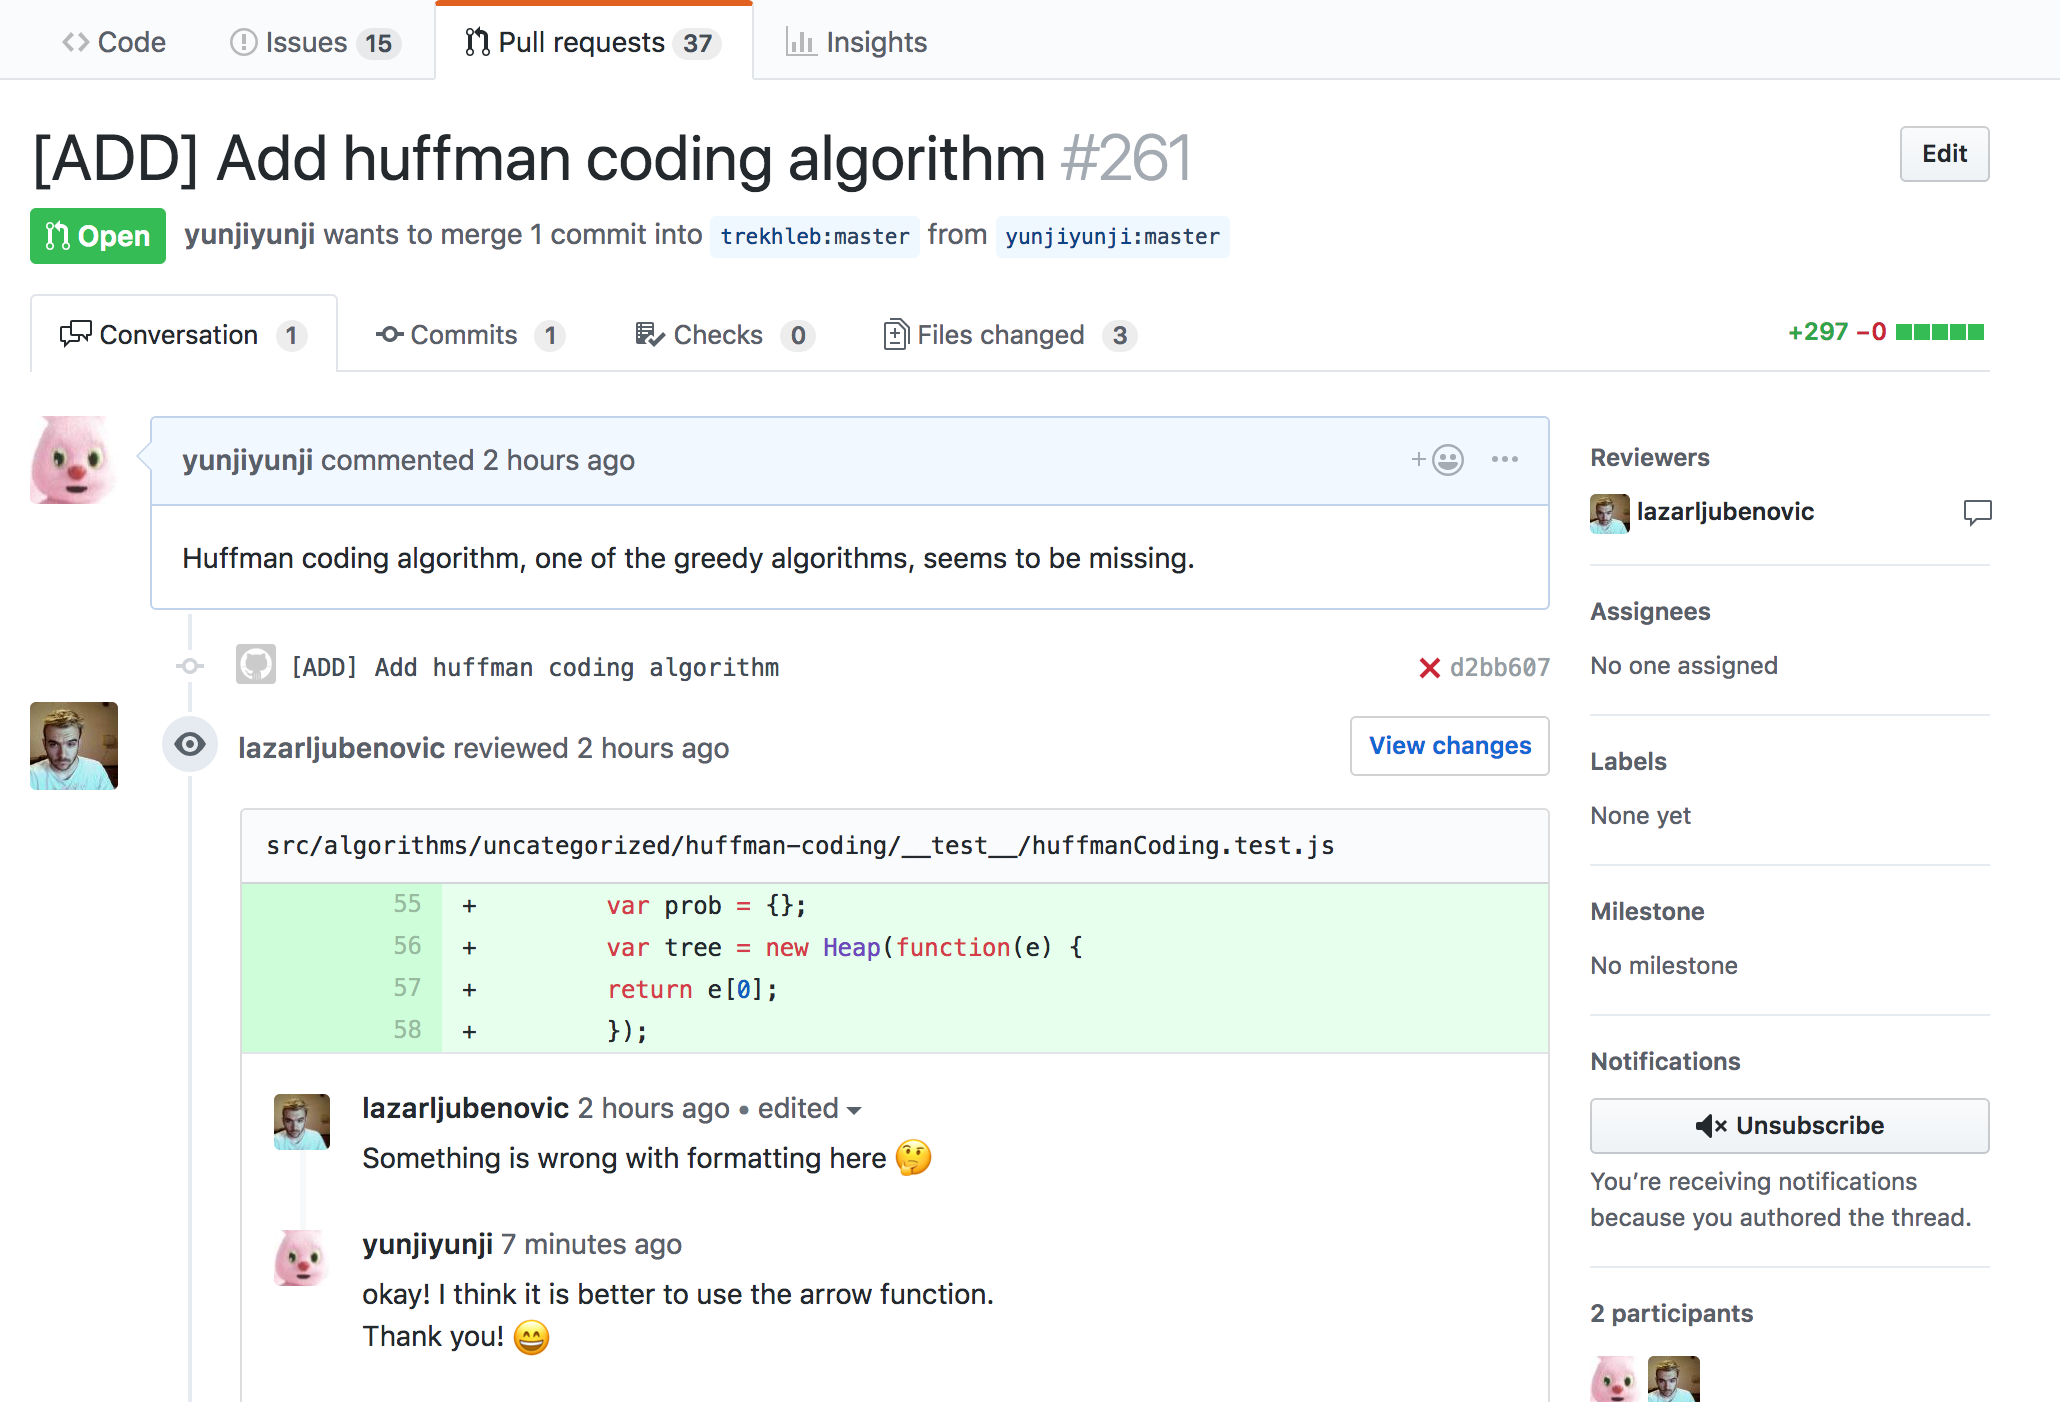 Code Issues 15 Pull requests 37 Insights
[ADD] Add huffman coding algorithm #261
Edit
Open yunjiyunji wants to merge 1 commit into trekhleb:master from yunjiyunji:master
Conversation 1 Commits 1 Checks 0 Files changed 3
+297 −0
yunjiyunji commented 2 hours ago
Huffman coding algorithm, one of the greedy algorithms, seems to be missing.
[ADD] Add huffman coding algorithm
d2bb607
lazarljubenovic reviewed 2 hours ago
View changes
src/algorithms/uncategorized/huffman-coding/__test__/huffmanCoding.test.js
55 + var prob = {};
56 + var tree = new Heap(function(e) {
57 + return e[0];
58 + });
lazarljubenovic 2 hours ago • edited
Something is wrong with formatting here 🤔
yunjiyunji 7 minutes ago
okay! I think it is better to use the arrow function.
Thank you! 😄
Reviewers
lazarljubenovic
Assignees
No one assigned
Labels
None yet
Milestone
No milestone
Notifications
Unsubscribe
You’re receiving notifications
because you authored the thread.
2 participants